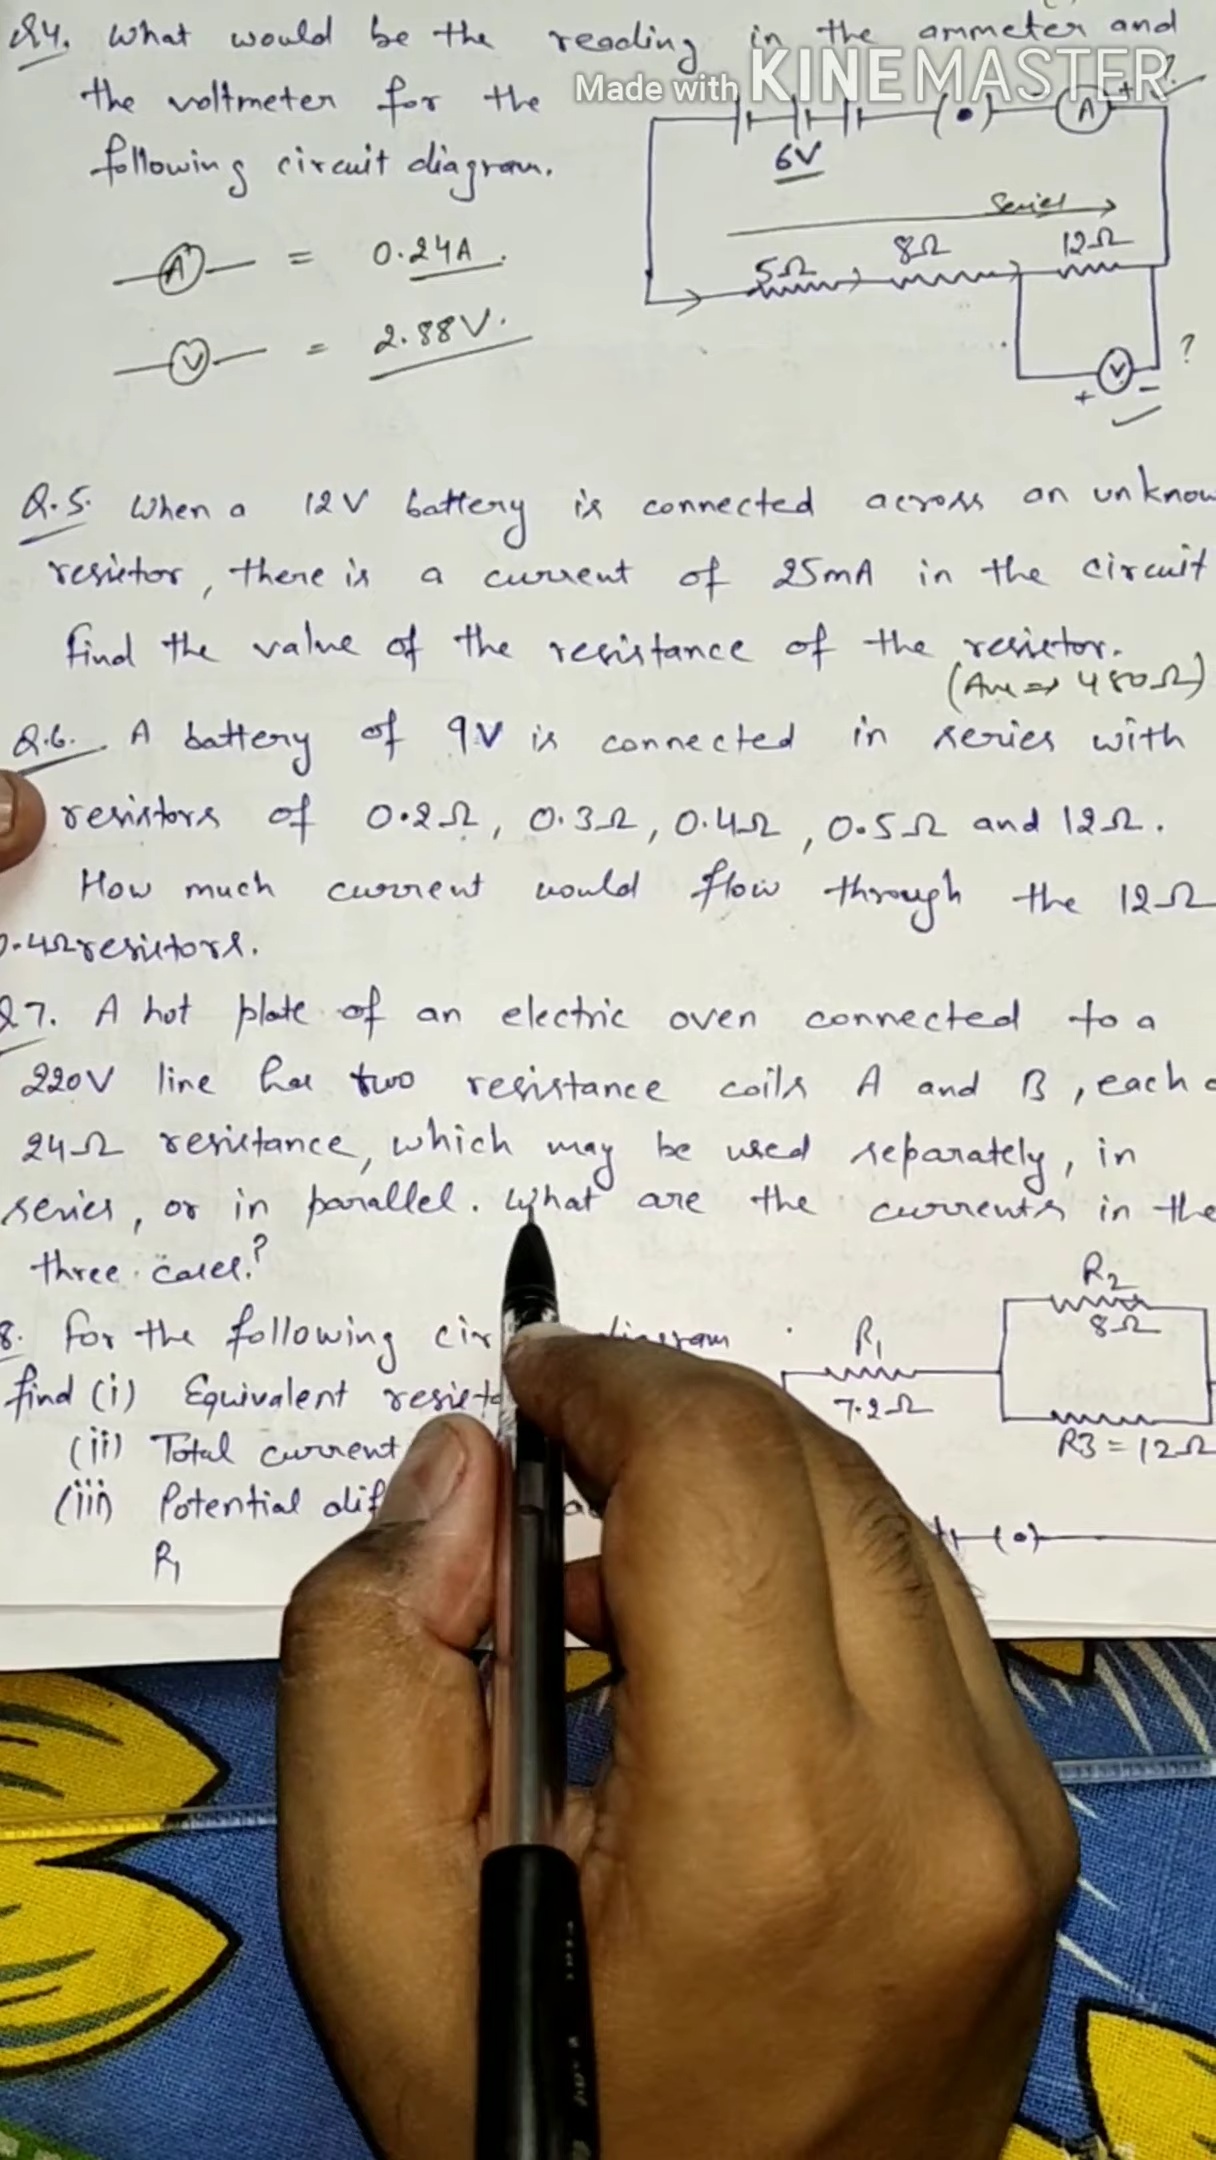 Q4. What would be the reading in the ammeter and
Made with KINEMASTER
the voltmeter for the
following circuit diagram.
+ A ?
6V
Series
5Ω 8Ω 12Ω
A = 0.24A.
V = 2.88V.
V ?
+ -
Q.5. When a 12V battery is connected across an unknow
resistor, there is a current of 25mA in the circuit
find the value of the resistance of the resistor.
(Ans ⇒ 480Ω)
Q.6. A battery of 9V is connected in series with
resistors of 0.2Ω, 0.3Ω, 0.4Ω, 0.5Ω and 12Ω.
How much current would flow through the 12Ω
0.4Ω resistors.
Q7. A hot plate of an electric oven connected to a
220V line has two resistance coils A and B, each
24Ω resistance, which may be used separately, in
series, or in parallel. What are the currents in the
three cases?
8. For the following cir diagram
find (i) Equivalent resist
(ii) Total current
(iii) Potential dif
R1
R1
7.2Ω
R2
8Ω
R3 = 12Ω